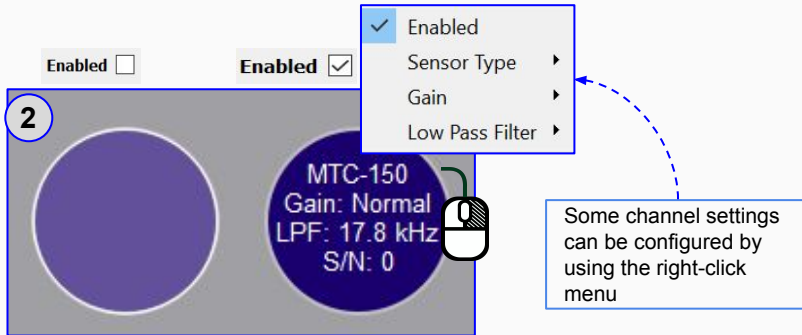 Enabled
Enabled
Enabled
Sensor Type
Gain
Low Pass Filter
2
MTC-150
Gain: Normal
LPF: 17.8 kHz
S/N: 0
Some channel settings
can be configured by
using the right-click
menu